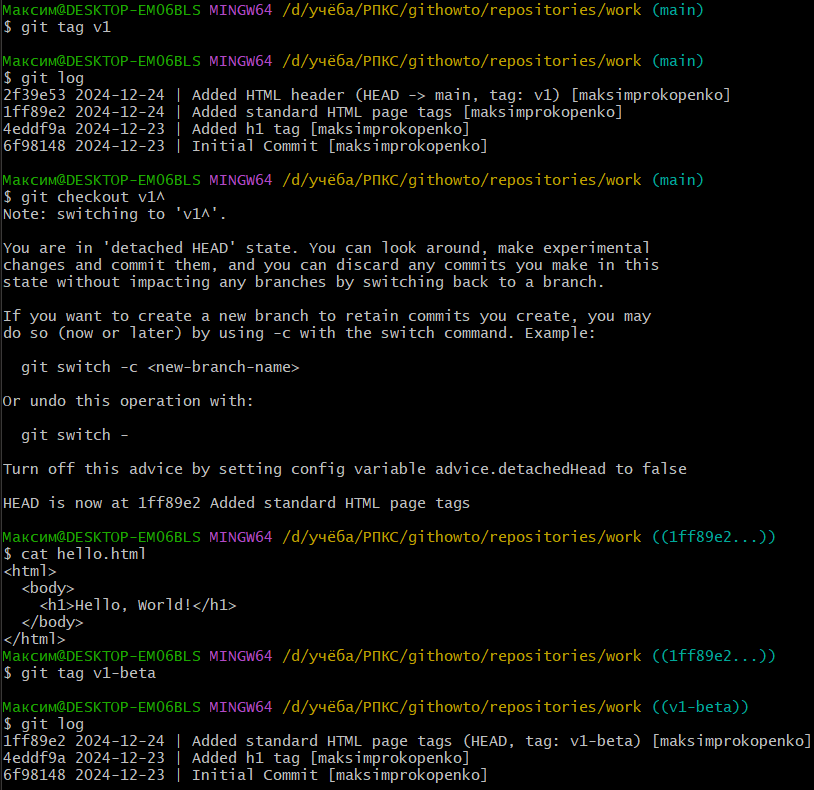 Максим@DESKTOP-EMO6BLS MINGW64 /d/учёба/РПКС/githowto/repositories/work (main)
$ git tag v1
Максим@DESKTOP-EMO6BLS MINGW64 /d/учёба/РПКС/githowto/repositories/work (main)
$ git log
2f39e53 2024-12-24 | Added HTML header (HEAD -> main, tag: v1) [maksimprokopenko]
1ff89e2 2024-12-24 | Added standard HTML page tags [maksimprokopenko]
4eddf9a 2024-12-23 | Added h1 tag [maksimprokopenko]
6f98148 2024-12-23 | Initial Commit [maksimprokopenko]
Максим@DESKTOP-EMO6BLS MINGW64 /d/учёба/РПКС/githowto/repositories/work (main)
$ git checkout v1^
Note: switching to 'v1^'.
You are in 'detached HEAD' state. You can look around, make experimental
changes and commit them, and you can discard any commits you make in this
state without impacting any branches by switching back to a branch.
If you want to create a new branch to retain commits you create, you may
do so (now or later) by using -c with the switch command. Example:
git switch -c <new-branch-name>
Or undo this operation with:
git switch -
Turn off this advice by setting config variable advice.detachedHead to false
HEAD is now at 1ff89e2 Added standard HTML page tags
Максим@DESKTOP-EMO6BLS MINGW64 /d/учёба/РПКС/githowto/repositories/work ((1ff89e2...))
$ cat hello.html
<html>
<body>
<h1>Hello, World!</h1>
</body>
</html>
Максим@DESKTOP-EMO6BLS MINGW64 /d/учёба/РПКС/githowto/repositories/work ((1ff89e2...))
$ git tag v1-beta
Максим@DESKTOP-EMO6BLS MINGW64 /d/учёба/РПКС/githowto/repositories/work ((v1-beta))
$ git log
1ff89e2 2024-12-24 | Added standard HTML page tags (HEAD, tag: v1-beta) [maksimprokopenko]
4eddf9a 2024-12-23 | Added h1 tag [maksimprokopenko]
6f98148 2024-12-23 | Initial Commit [maksimprokopenko]